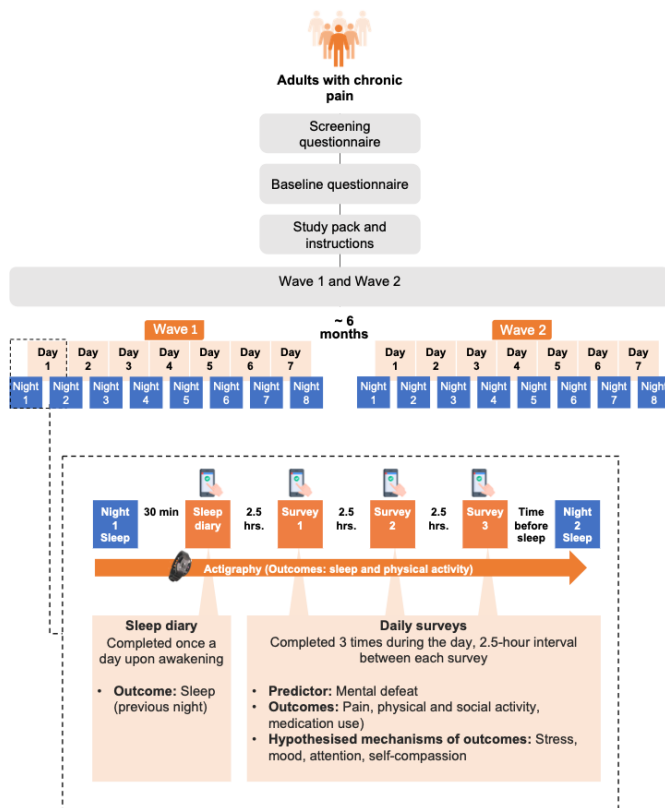 Adults with chronic
pain
Screening
questionnaire
Baseline questionnaire
Study pack and
instructions
Wave 1 and Wave 2
~ 6
months
Wave 1
Day
1
Day
2
Day
3
Day
4
Day
5
Day
6
Day
7
Night
1
Night
2
Night
3
Night
4
Night
5
Night
6
Night
7
Night
8
Wave 2
Day
1
Day
2
Day
3
Day
4
Day
5
Day
6
Day
7
Night
1
Night
2
Night
3
Night
4
Night
5
Night
6
Night
7
Night
8
Night
1
Sleep
30 min
Sleep
diary
2.5
hrs.
Survey
1
2.5
hrs.
Survey
2
2.5
hrs.
Survey
3
Time
before
sleep
Night
2
Sleep
Actigraphy (Outcomes: sleep and physical activity)
Sleep diary
Completed once a
day upon awakening
• Outcome: Sleep
(previous night)
Daily surveys
Completed 3 times during the day, 2.5-hour interval
between each survey
• Predictor: Mental defeat
• Outcomes: Pain, physical and social activity,
medication use)
• Hypothesised mechanisms of outcomes: Stress,
mood, attention, self-compassion